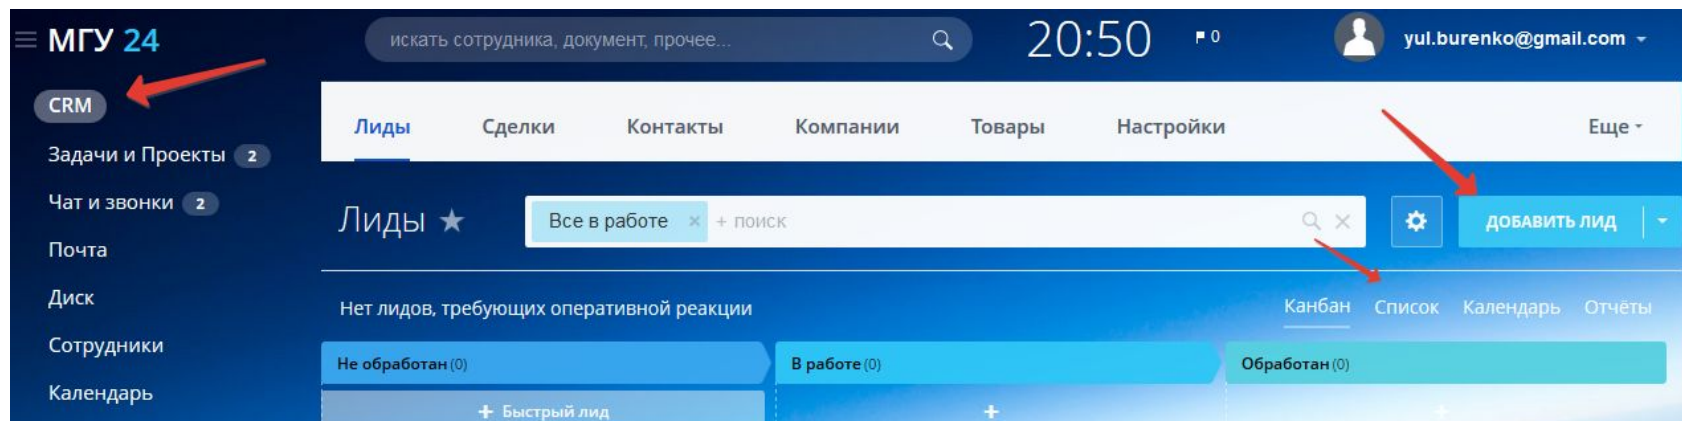 МГУ 24
искать сотрудника, документ, прочее...
20:50
0
yul.burenko@gmail.com
CRM
Задачи и Проекты 2
Чат и звонки 2
Почта
Диск
Сотрудники
Календарь
Лиды Сделки Контакты Компании Товары Настройки Еще
Лиды
Все в работе × + поиск
ДОБАВИТЬ ЛИД
Нет лидов, требующих оперативной реакции
Канбан Список Календарь Отчёты
Не обработан (0)
В работе (0)
Обработан (0)
+ Быстрый лид
+
+